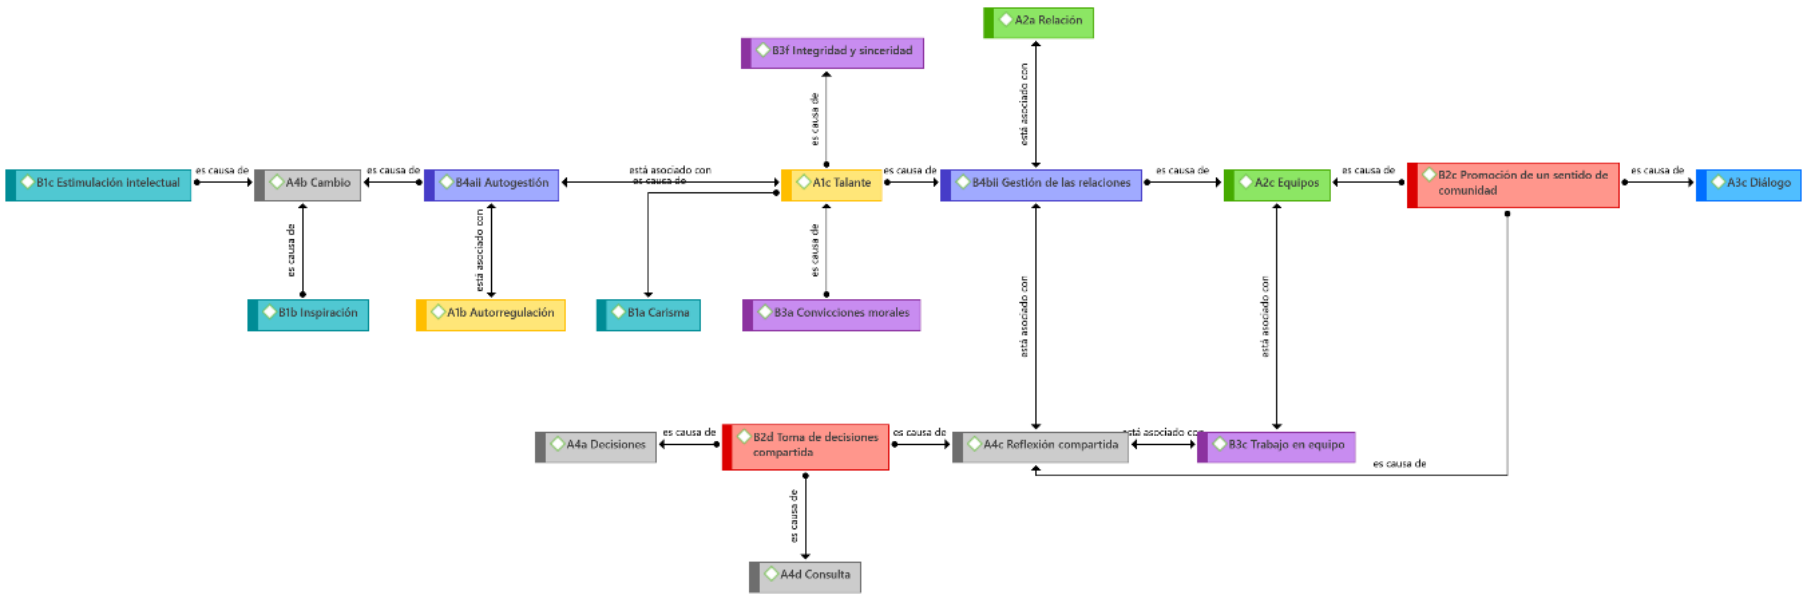 A2a Relación
B3f Integridad y sinceridad
está asociado con
es causa de
B1c Estimulación intelectual
es causa de
A4b Cambio
es causa de
B4aii Autogestión
está asociado con
es causa de
A1c Talante
es causa de
B4bii Gestión de las relaciones
es causa de
A2c Equipos
es causa de
B2c Promoción de un sentido de
comunidad
es causa de
A3c Diálogo
es causa de
está asociado con
es causa de
B1b Inspiración
A1b Autorregulación
B1a Carisma
B3a Convicciones morales
está asociado con
está asociado con
A4a Decisiones
es causa de
B2d Toma de decisiones
compartida
es causa de
A4c Reflexión compartida
está asociado con
B3c Trabajo en equipo
es causa de
es causa de
A4d Consulta